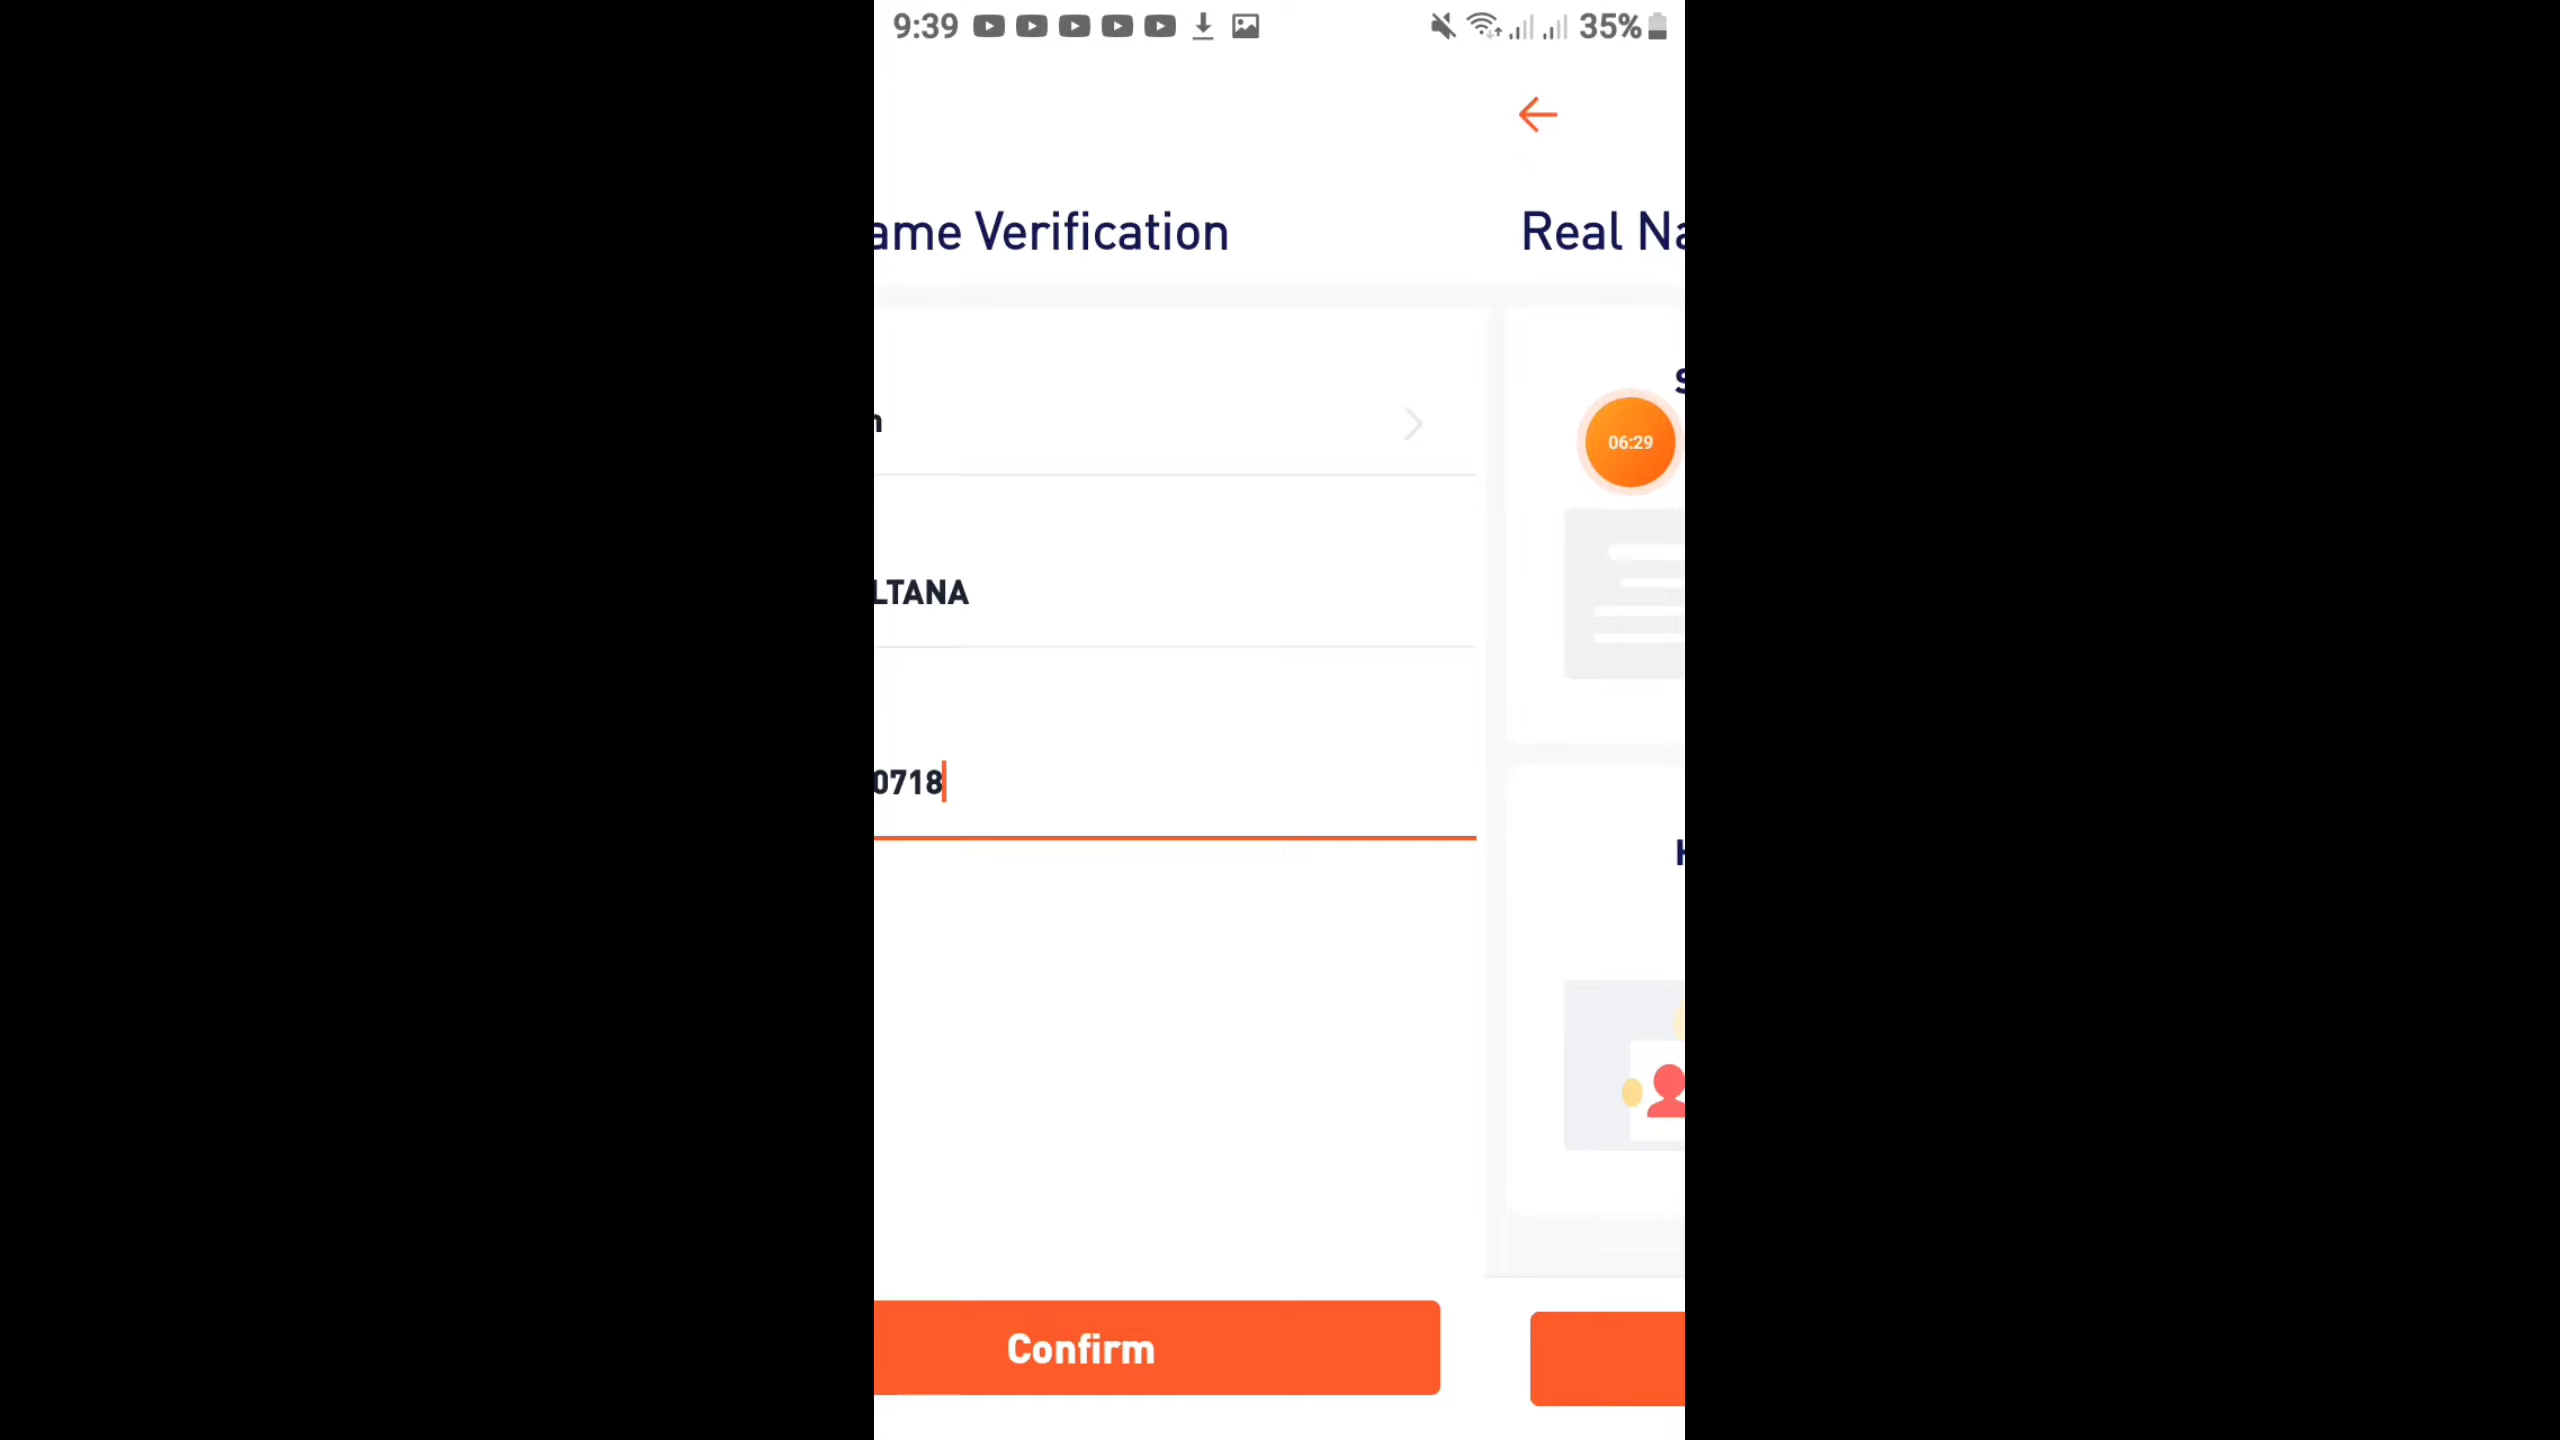 9:39 35%
ame Verification
Real Na
06:29
LTANA
0718
Confirm